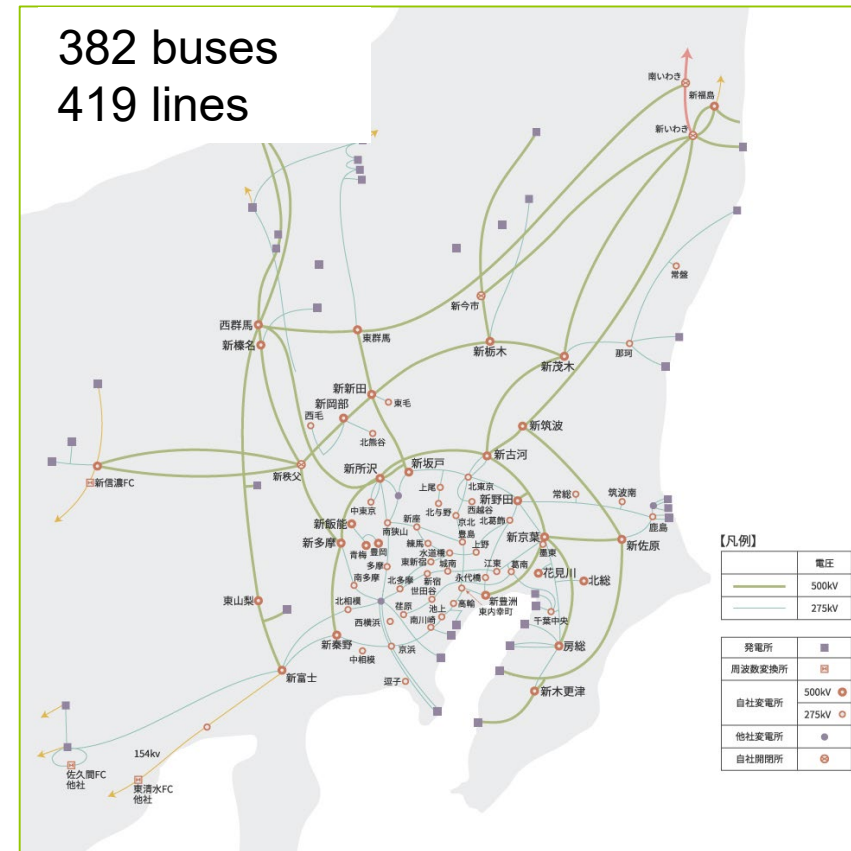 382 buses
419 lines
南いわき
新福島
新いわき
常盤
新今市
西群馬
東群馬
新榛名
新栃木
新茂木
那珂
新新田
新岡部
東毛
西毛
北熊谷
新筑波
新古河
新坂戸
新所沢
新秩父
新信濃FC
上尾
北東京
新野田
常総
筑波南
中東京
北与野
西越谷
京北
北葛飾
鹿島
新飯能
南狭山
新座
豊島
新京葉
新佐原
新多摩
青梅
豊岡
練馬
水道橋
上野
墨東
多摩
東新宿
城南
江東
葛南
花見川
北総
南多摩
北多摩
新宿
永代橋
世田谷
新豊洲
東山梨
北相模
荏原
池上
高輪
東内幸町
千葉中央
西横浜
南川崎
新秦野
中相模
京浜
房総
新富士
逗子
新木更津
154kv
佐久間FC
他社
東清水FC
他社
【凡例】
電圧
500kV
275kV
発電所
周波数変換所
自社変電所
500kV
275kV
他社変電所
自社開閉所